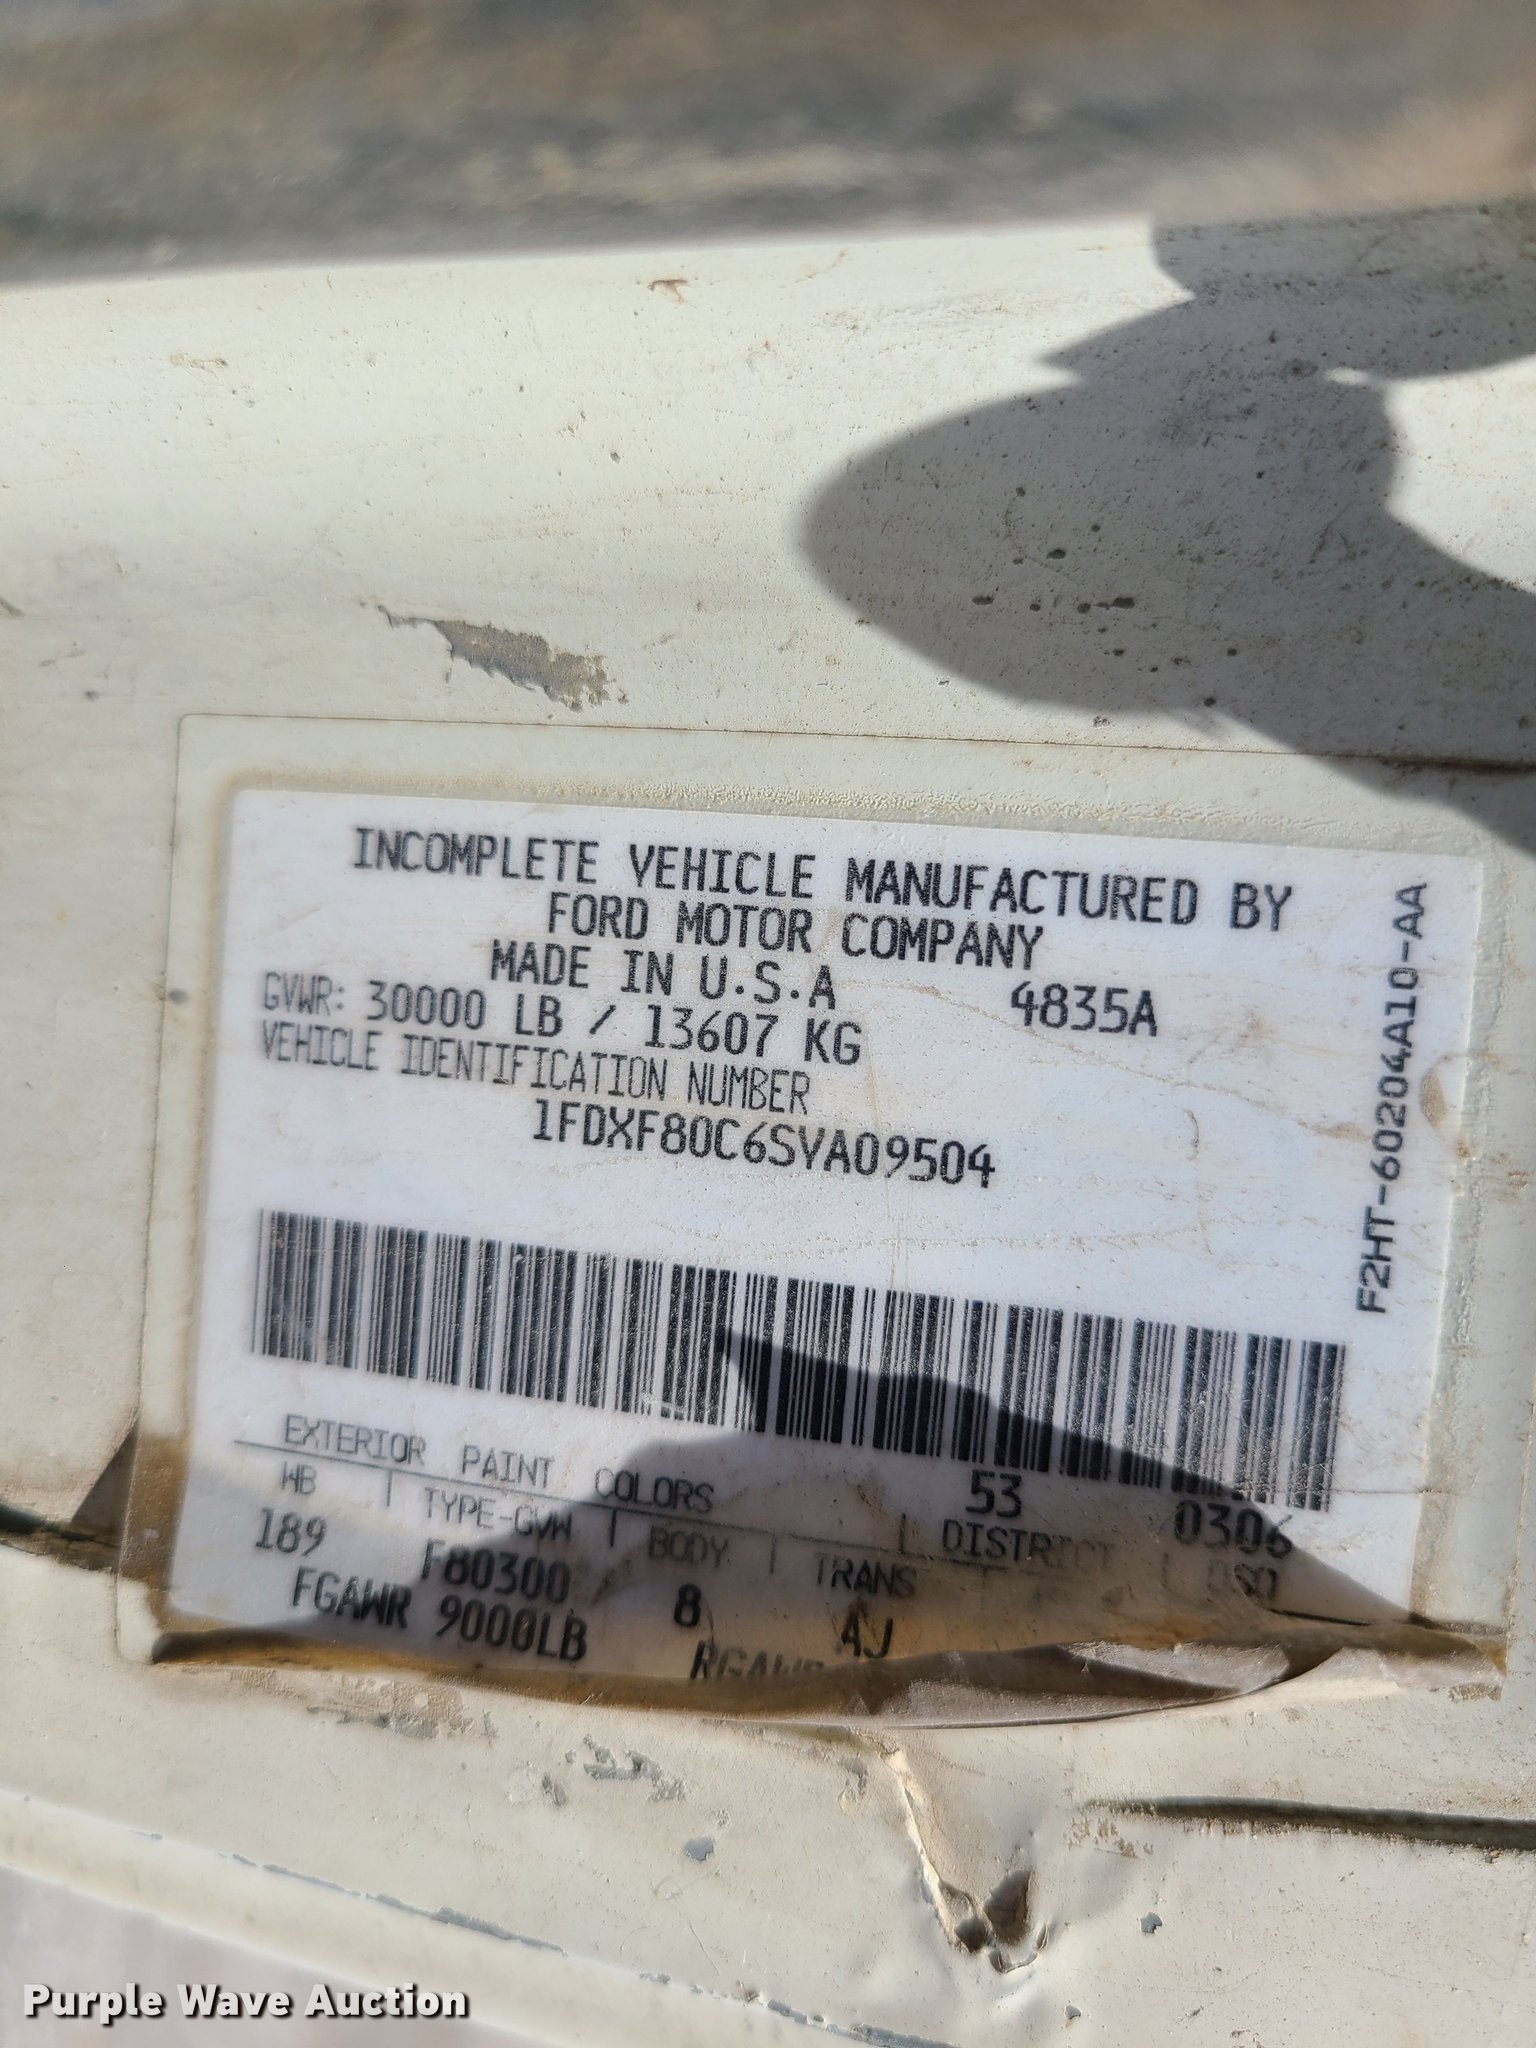 INCOMPLETE VEHICLE MANUFACTURED BY
FORD MOTOR COMPANY
MADE IN U.S.A
4835A
GVWR: 30000 LB / 13607 KG
VEHICLE IDENTIFICATION NUMBER
1FDXF80C6SVA09504
F2HT-60204A10-AA
EXTERIOR PAINT COLORS 53 0306
WB | TYPE-GVW | BODY | TRANS | DISTRICT | DSO
189 F80300 8 AJ
FGAWR 9000LB
Purple Wave Auction